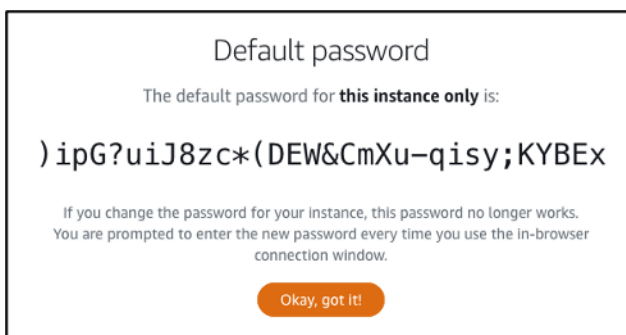 Default password
The default password for this instance only is:
)ipG?uiJ8zc*(DEW&CmXu-qisy;KYBEx
If you change the password for your instance, this password no longer works.
You are prompted to enter the new password every time you use the in-browser
connection window.
Okay, got it!